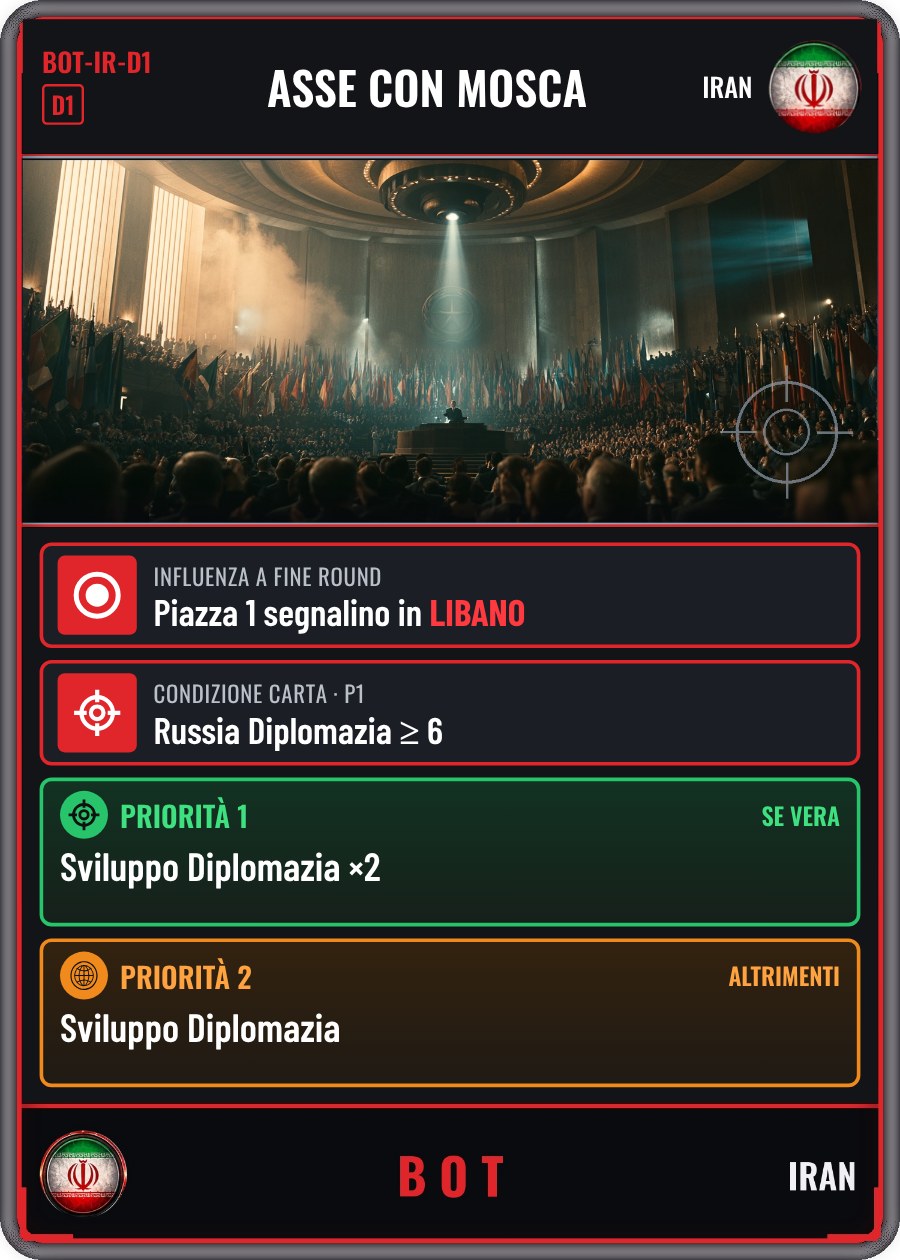 BOT-IR-D1
D1
ASSE CON MOSCA
IRAN
INFLUENZA A FINE ROUND
Piazza 1 segnalino in LIBANO
CONDIZIONE CARTA · P1
Russia Diplomazia ≥ 6
PRIORITÀ 1
SE VERA
Sviluppo Diplomazia ×2
PRIORITÀ 2
ALTRIMENTI
Sviluppo Diplomazia
BOT
IRAN